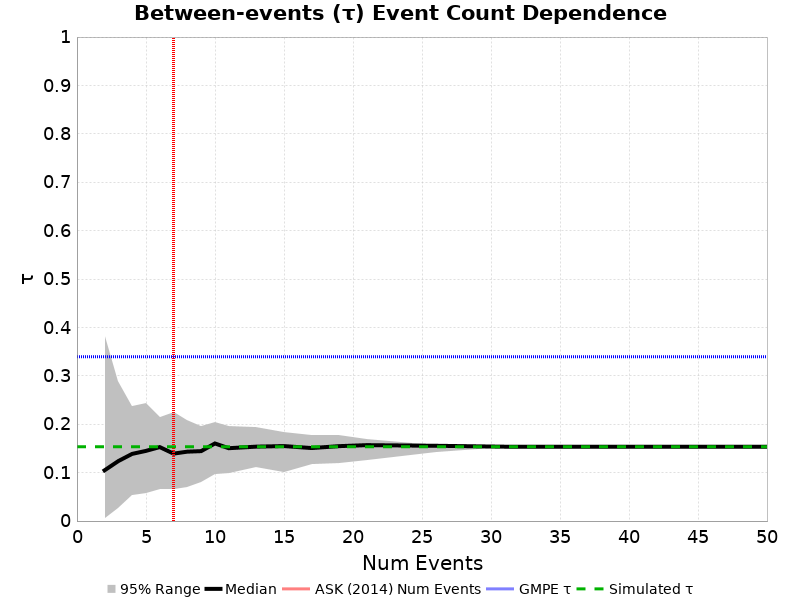 Between-events (τ) Event Count Dependence
1
0.9
0.8
0.7
0.6
0.5
0.4
0.3
0.2
0.1
0
τ
0 5 10 15 20 25 30 35 40 45 50
Num Events
95% Range Median ASK (2014) Num Events GMPE τ Simulated τ